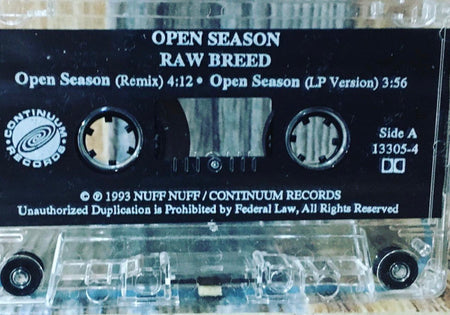 OPEN SEASON
RAW BREED
Open Season (Remix) 4:12 • Open Season (LP Version) 3:56
CONTINUUM
RECORDS
Side A
13305-4
© ℗ 1993 NUFF NUFF / CONTINUUM RECORDS
Unauthorized Duplication is Prohibited by Federal Law, All Rights Reserved